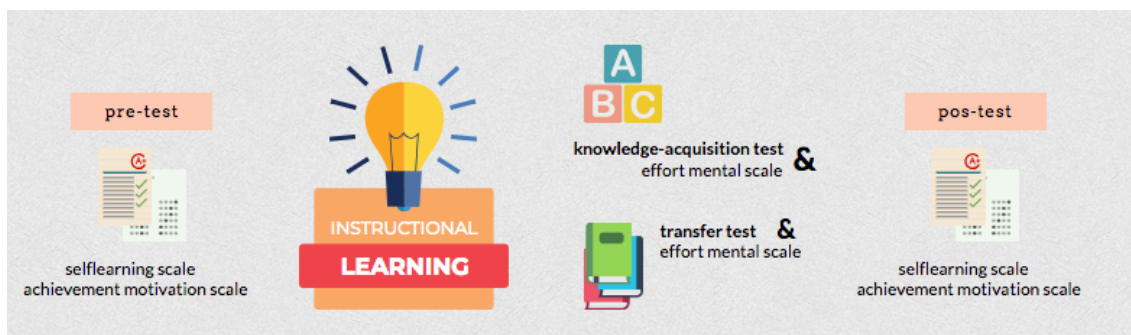 pre-test
A+
selflearning scale
achievement motivation scale
INSTRUCTIONAL
LEARNING
A
B C
knowledge-acquisition test &
effort mental scale
transfer test &
effort mental scale
pos-test
A+
selflearning scale
achievement motivation scale